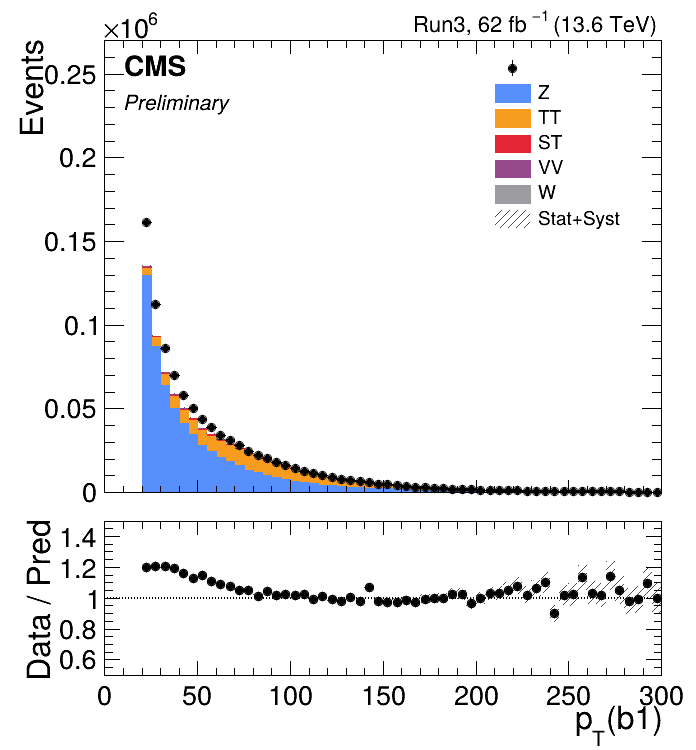 ×10⁶
Run3, 62 fb ⁻¹ (13.6 TeV)
Events
CMS
Preliminary
Z
TT
ST
VV
W
Stat+Syst
0.25
0.2
0.15
0.1
0.05
0
Data / Pred
1.4
1.2
1
0.8
0.6
0 50 100 150 200 250 300
p_T(b1)